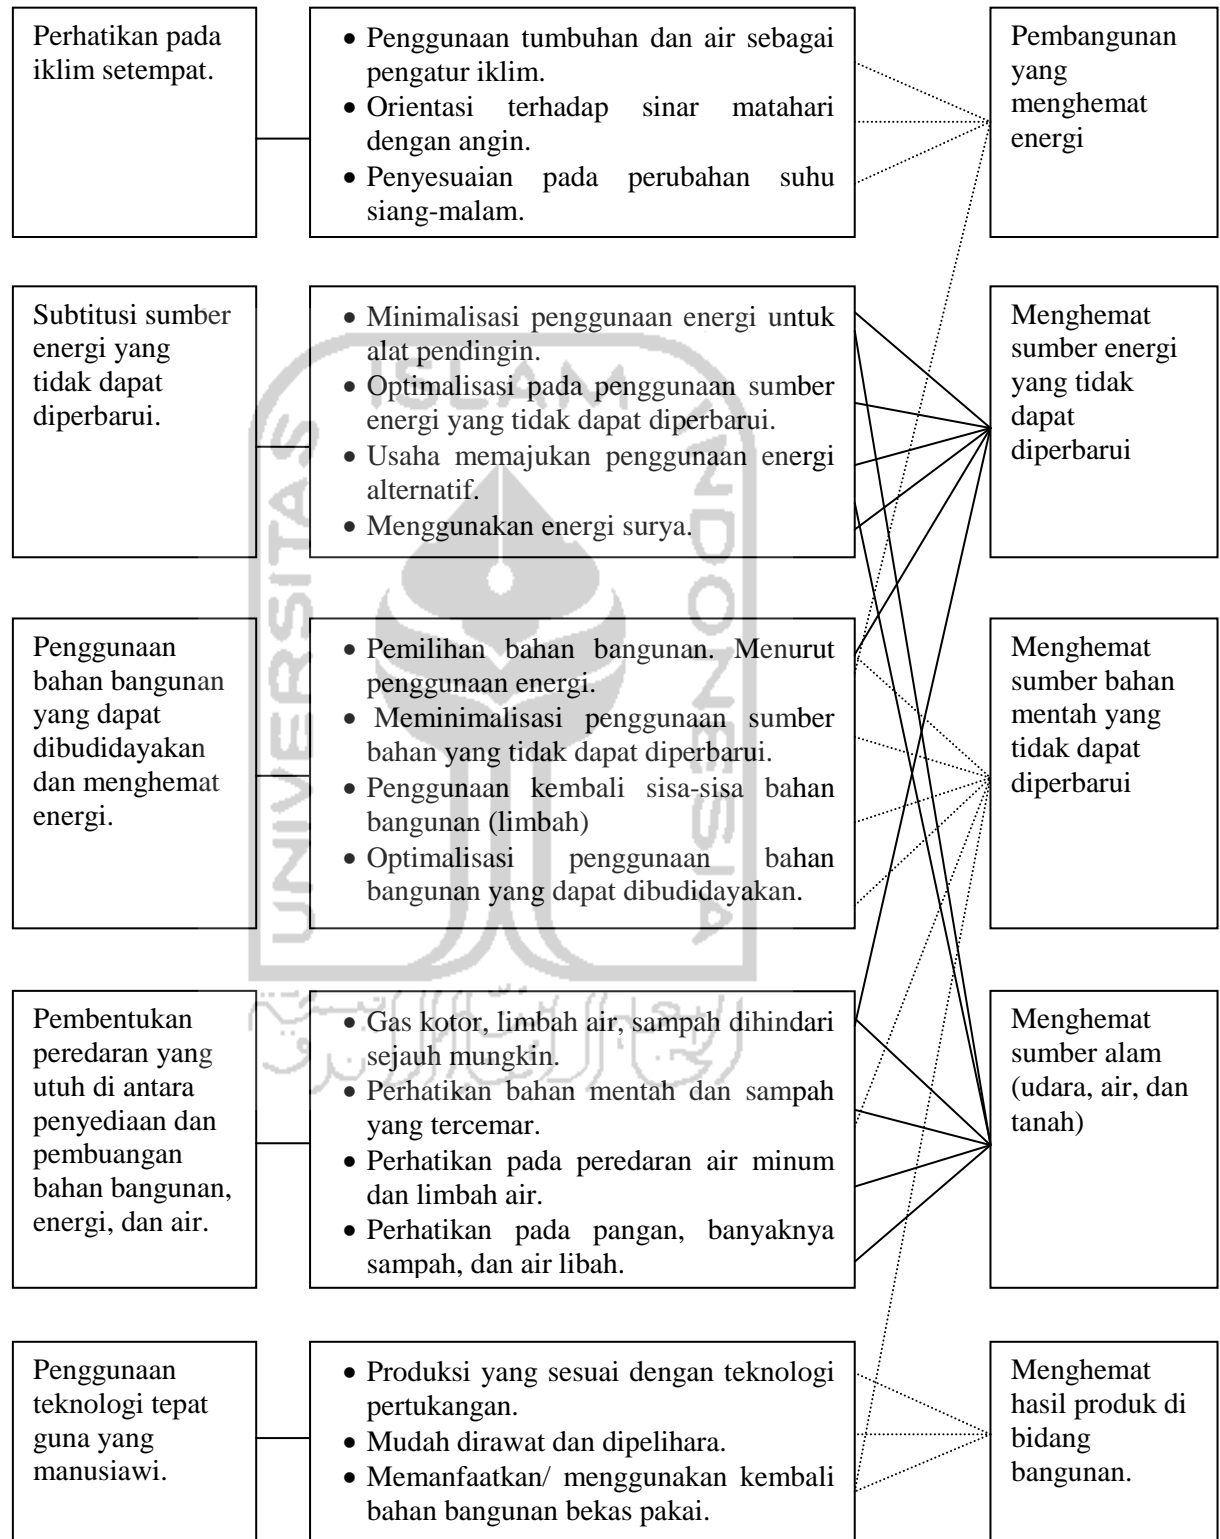 Perhatikan pada
iklim setempat.
• Penggunaan tumbuhan dan air sebagai
pengatur iklim.
• Orientasi terhadap sinar matahari
dengan angin.
• Penyesuaian pada perubahan suhu
siang-malam.
Pembangunan
yang
menghemat
energi
Subtitusi sumber
energi yang
tidak dapat
diperbarui.
• Minimalisasi penggunaan energi untuk
alat pendingin.
• Optimalisasi pada penggunaan sumber
energi yang tidak dapat diperbarui.
• Usaha memajukan penggunaan energi
alternatif.
• Menggunakan energi surya.
Menghemat
sumber energi
yang tidak
dapat
diperbarui
Penggunaan
bahan bangunan
yang dapat
dibudidayakan
dan menghemat
energi.
• Pemilihan bahan bangunan. Menurut
penggunaan energi.
• Meminimalisasi penggunaan sumber
bahan yang tidak dapat diperbarui.
• Penggunaan kembali sisa-sisa bahan
bangunan (limbah)
• Optimalisasi penggunaan bahan
bangunan yang dapat dibudidayakan.
Menghemat
sumber bahan
mentah yang
tidak dapat
diperbarui
Pembentukan
peredaran yang
utuh di antara
penyediaan dan
pembuangan
bahan bangunan,
energi, dan air.
• Gas kotor, limbah air, sampah dihindari
sejauh mungkin.
• Perhatikan bahan mentah dan sampah
yang tercemar.
• Perhatikan pada peredaran air minum
dan limbah air.
• Perhatikan pada pangan, banyaknya
sampah, dan air libah.
Menghemat
sumber alam
(udara, air, dan
tanah)
Penggunaan
teknologi tepat
guna yang
manusiawi.
• Produksi yang sesuai dengan teknologi
pertukangan.
• Mudah dirawat dan dipelihara.
• Memanfaatkan/ menggunakan kembali
bahan bangunan bekas pakai.
Menghemat
hasil produk di
bidang
bangunan.
UNIVERSITAS
ISLAM
INDONESIA